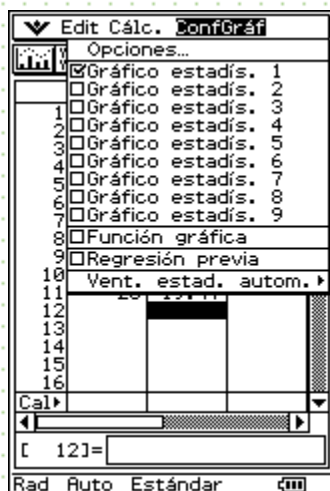 Edit Cálc. ConfGráf
Opciones...
Gráfico estadís. 1
Gráfico estadís. 2
Gráfico estadís. 3
Gráfico estadís. 4
Gráfico estadís. 5
Gráfico estadís. 6
Gráfico estadís. 7
Gráfico estadís. 8
Gráfico estadís. 9
Función gráfica
Regresión previa
Vent. estad. autom.
1
2
3
4
5
6
7
8
9
10
11
12
13
14
15
16
Cal
[ 12]=
Rad Auto Estándar